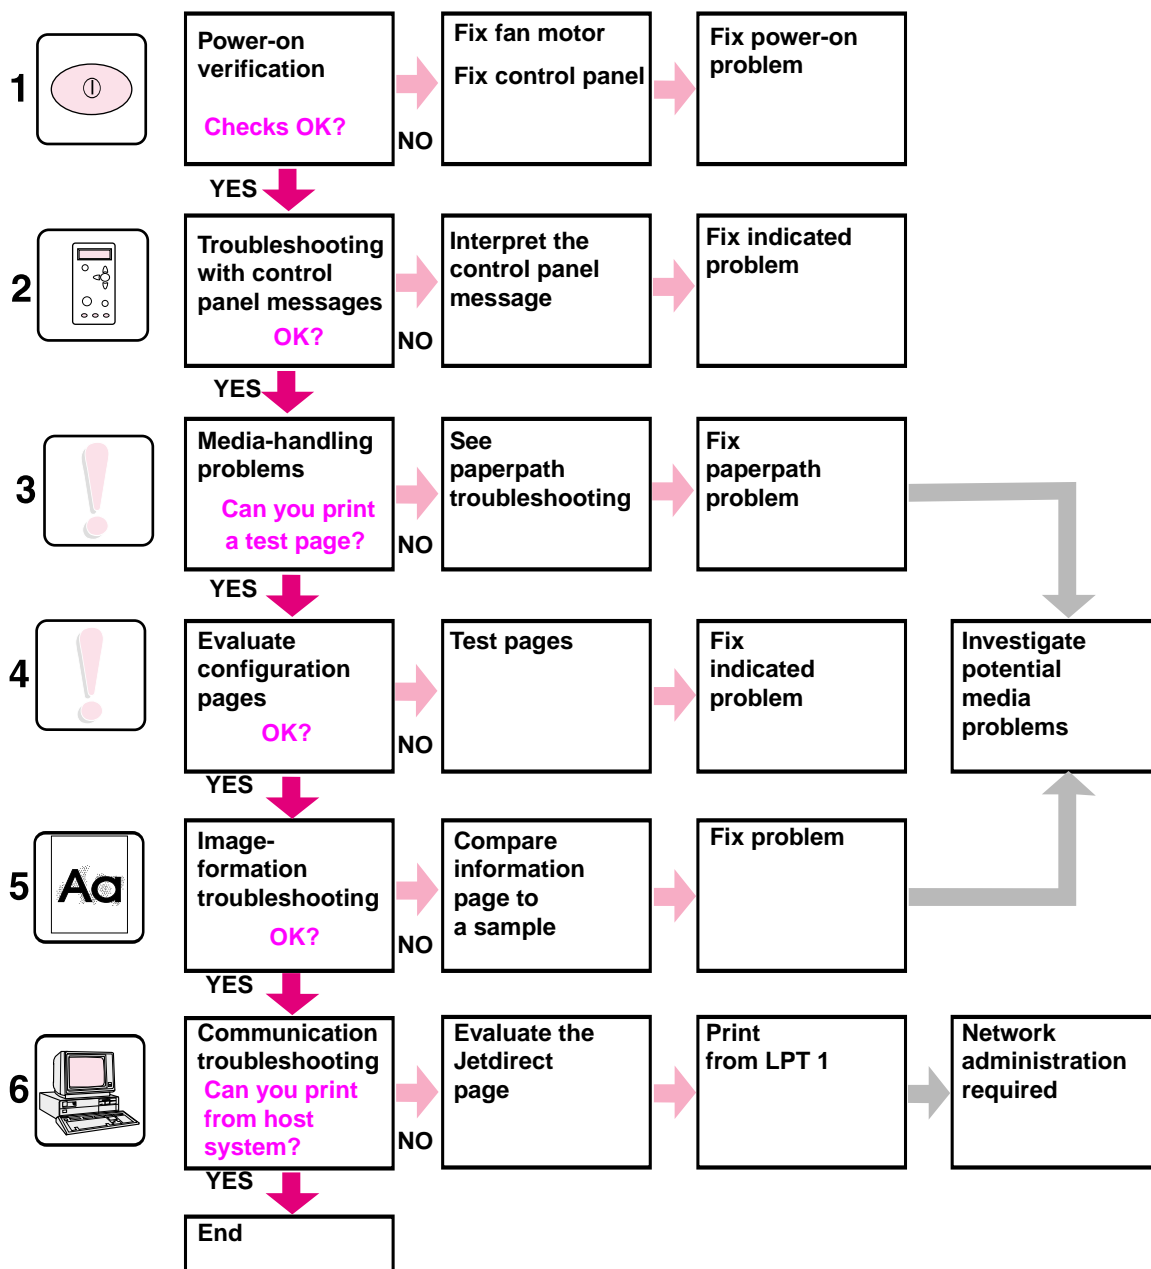 1
Power-on
verification
Checks OK?
NO
Fix fan motor
Fix control panel
Fix power-on
problem
YES
2
Troubleshooting
with control
panel messages
OK?
NO
Interpret the
control panel
message
Fix indicated
problem
YES
3
Media-handling
problems
Can you print
a test page?
NO
See
paperpath
troubleshooting
Fix
paperpath
problem
YES
4
Evaluate
configuration
pages
OK?
NO
Test pages
Fix
indicated
problem
Investigate
potential
media
problems
YES
5
Aa
Image-
formation
troubleshooting
OK?
NO
Compare
information
page to
a sample
Fix problem
YES
6
Communication
troubleshooting
Can you print
from host
system?
NO
Evaluate the
Jetdirect
page
Print
from LPT 1
Network
administration
required
YES
End